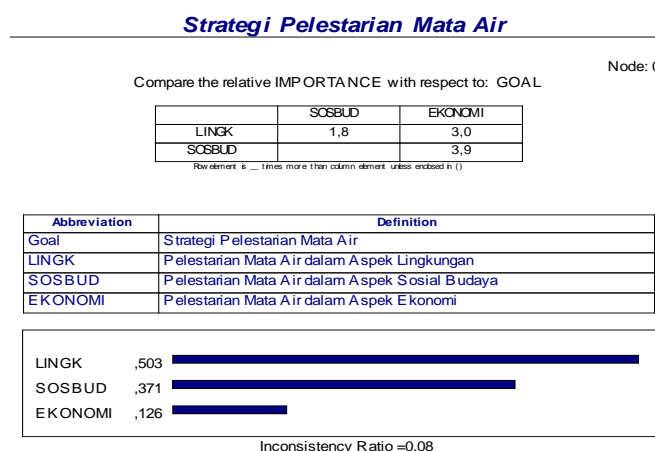 Strategi Pelestarian Mata Air
Node: 0
Compare the relative IMPORTANCE with respect to: GOAL
SOSBUD EKONOMI
LINGK 1,8 3,0
SOSBUD 3,9
Row element is __ times more than column element unless enclosed in ()
Abbreviation Definition
Goal Strategi Pelestarian Mata Air
LINGK Pelestarian Mata Air dalam Aspek Lingkungan
SOSBUD Pelestarian Mata Air dalam Aspek Sosial Budaya
EKONOMI Pelestarian Mata Air dalam Aspek Ekonomi
LINGK ,503
SOSBUD ,371
EKONOMI ,126
Inconsistency Ratio =0.08